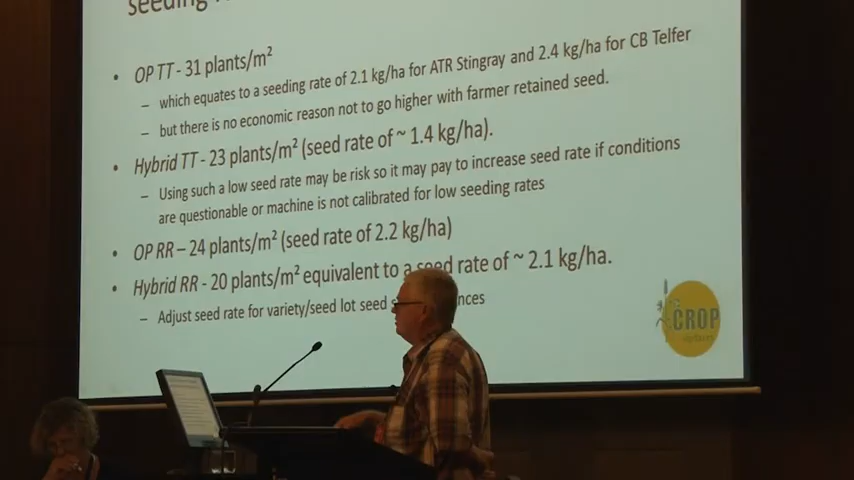 seeding
• OP TT - 31 plants/m²
– which equates to a seeding rate of 2.1 kg/ha for ATR Stingray and 2.4 kg/ha for CB Telfer
– but there is no economic reason not to go higher with farmer retained seed.
• Hybrid TT - 23 plants/m² (seed rate of ~ 1.4 kg/ha).
– Using such a low seed rate may be risk so it may pay to increase seed rate if conditions
are questionable or machine is not calibrated for low seeding rates
• OP RR – 24 plants/m² (seed rate of 2.2 kg/ha)
• Hybrid RR - 20 plants/m² equivalent to a seed rate of ~ 2.1 kg/ha.
– Adjust seed rate for variety/seed lot seed
CROP